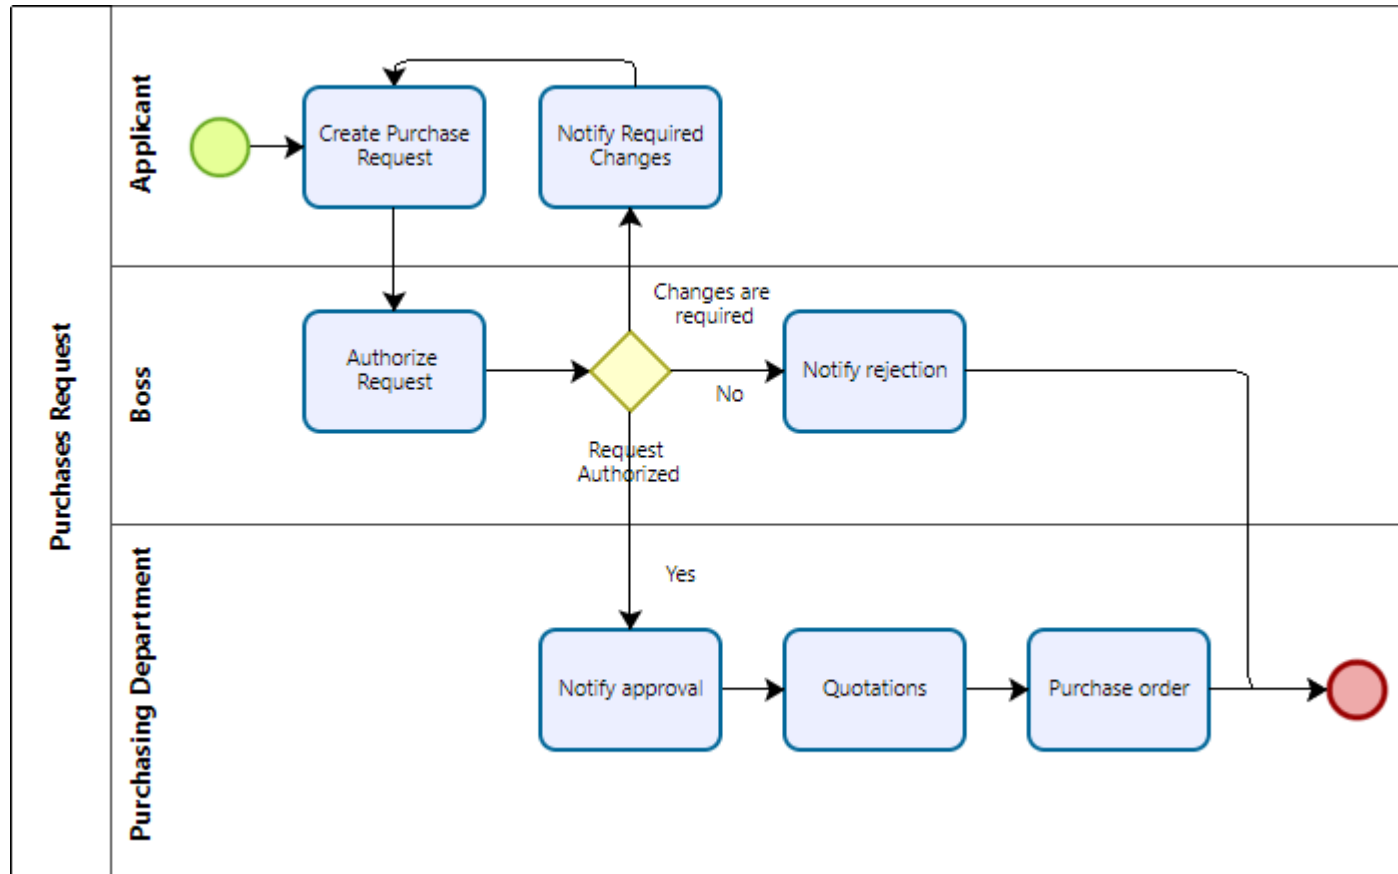 Purchases Request
Applicant
Create Purchase
Request
Notify Required
Changes
Boss
Authorize
Request
Changes are
required
No
Notify rejection
Request
Authorized
Purchasing Department
Yes
Notify approval
Quotations
Purchase order